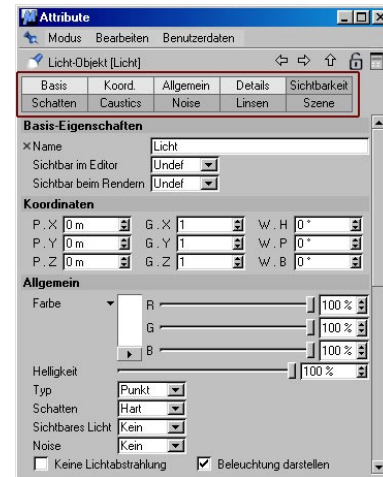 Attribute
Modus Bearbeiten Benutzerdaten
Licht-Objekt [Licht]
Basis Koord. Allgemein Details Sichtbarkeit
Schatten Caustics Noise Linsen Szene
Basis-Eigenschaften
×Name Licht
Sichtbar im Editor Undef
Sichtbar beim Rendern Undef
Koordinaten
P . X 0 m G . X 1 W . H 0 °
P . Y 0 m G . Y 1 W . P 0 °
P . Z 0 m G . Z 1 W . B 0 °
Allgemein
Farbe R 100 %
G 100 %
B 100 %
Helligkeit 100 %
Typ Punkt
Schatten Hart
Sichtbares Licht Kein
Noise Kein
Keine Lichtabstrahlung Beleuchtung darstellen